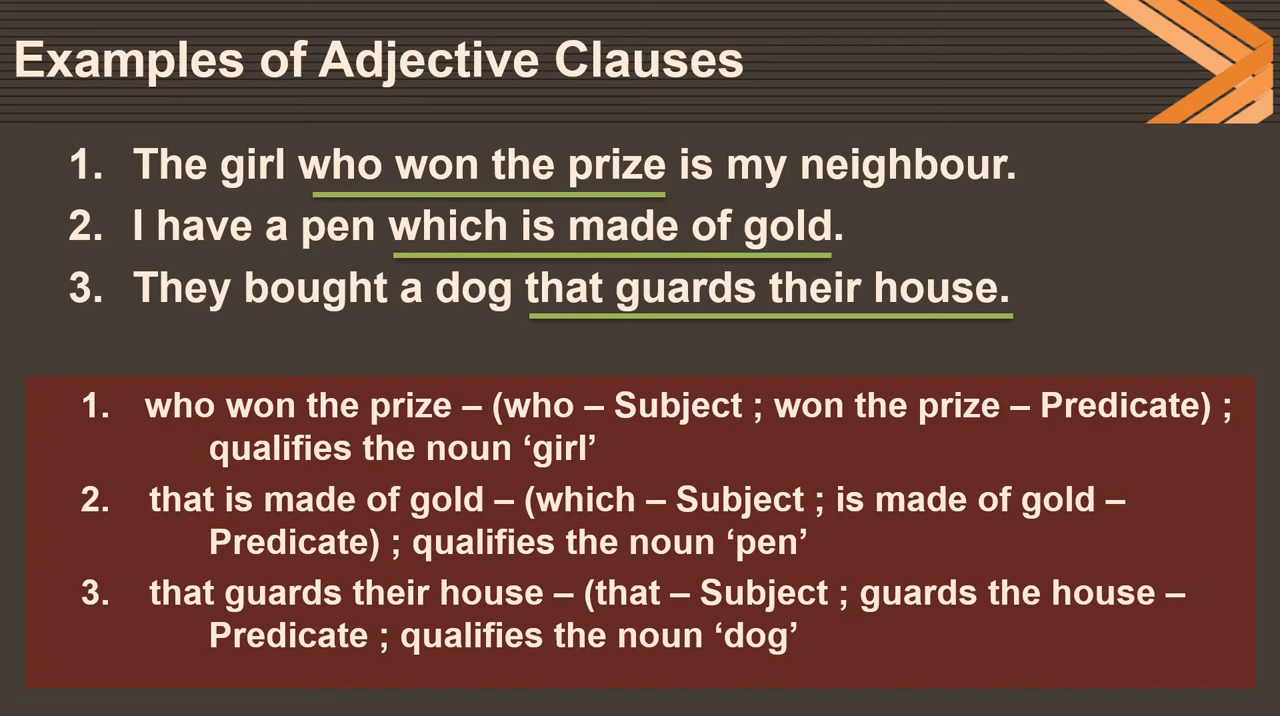 Examples of Adjective Clauses
1. The girl who won the prize is my neighbour.
2. I have a pen which is made of gold.
3. They bought a dog that guards their house.
1. who won the prize – (who – Subject ; won the prize – Predicate) ;
qualifies the noun ‘girl’
2. that is made of gold – (which – Subject ; is made of gold –
Predicate) ; qualifies the noun ‘pen’
3. that guards their house – (that – Subject ; guards the house –
Predicate ; qualifies the noun ‘dog’